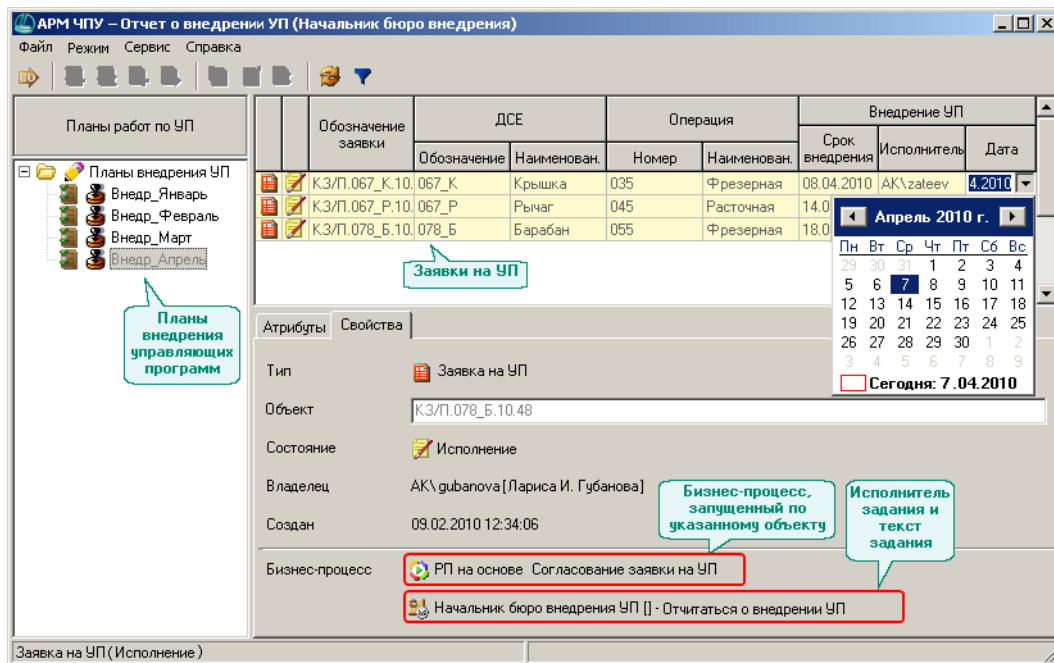 АРМ ЧПУ – Отчет о внедрении УП (Начальник бюро внедрения)
Файл Режим Сервис Справка
Планы работ по УП
Планы внедрения УП
Внедр_Январь
Внедр_Февраль
Внедр_Март
Внедр_Апрель
Планы
внедрения
управляющих
программ
Обозначение
заявки
ДСЕ
Операция
Внедрение УП
Обозначение Наименован. Номер Наименован. Срок
внедрения Исполнитель Дата
К.З/П.067_К.10. 067_К Крышка 035 Фрезерная 08.04.2010 AK\zateev 4.2010
К.З/П.067_Р.10. 067_Р Рычаг 045 Расточная 14.0
К.З/П.078_Б.10. 078_Б Барабан 055 Фрезерная 18.0
Заявки на УП
Апрель 2010 г.
Пн Вт Ср Чт Пт Сб Вс
29 30 31 1 2 3 4
5 6 7 8 9 10 11
12 13 14 15 16 17 18
19 20 21 22 23 24 25
26 27 28 29 30 1 2
3 4 5 6 7 8 9
Сегодня: 7.04.2010
Атрибуты Свойства
Тип Заявка на УП
Объект К.З/П.078_Б.10.48
Состояние Исполнение
Владелец AK\gubanova [Лариса И. Губанова]
Создан 09.02.2010 12:34:06
Бизнес-процесс,
запущенный по
указанному объекту
Исполнитель
задания и
текст
задания
Бизнес-процесс РП на основе Согласование заявки на УП
Начальник бюро внедрения УП [] - Отчитаться о внедрении УП
Заявка на УП (Исполнение)